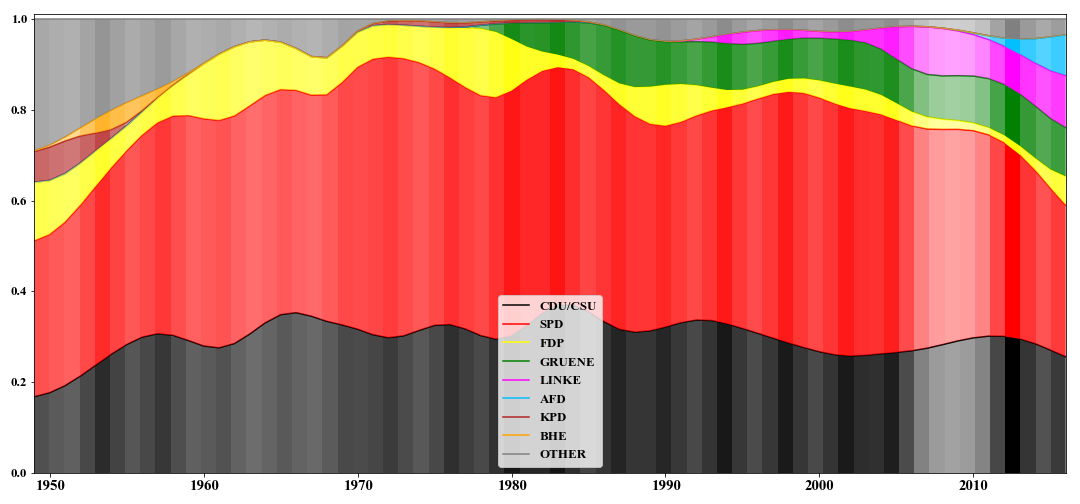 1.0
0.8
0.6
0.4
0.2
0.0
CDU/CSU
SPD
FDP
GRUENE
LINKE
AFD
KPD
BHE
OTHER
1950 1960 1970 1980 1990 2000 2010